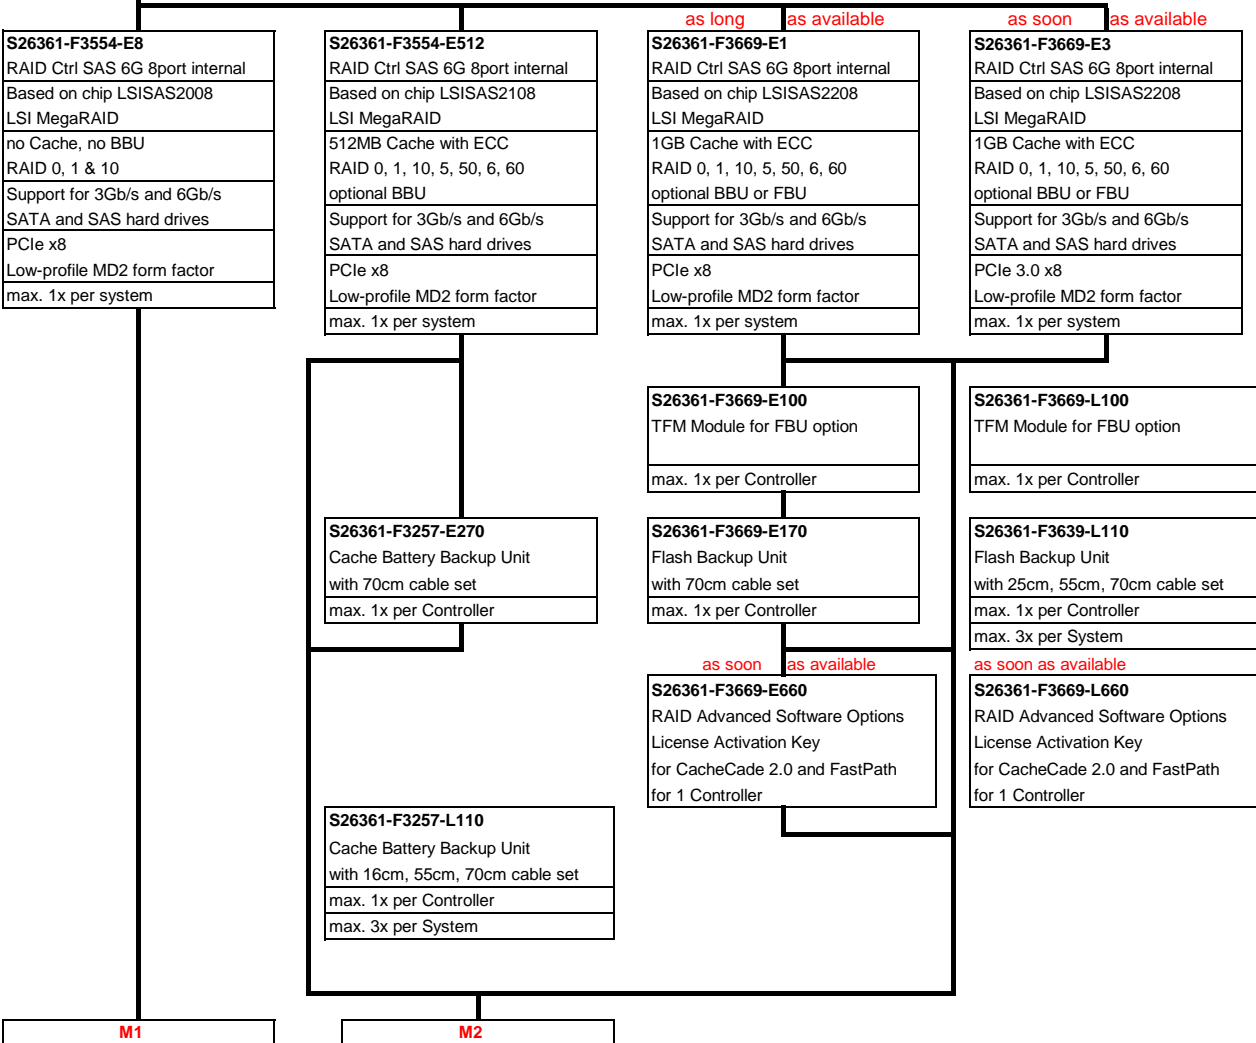 as long as available
as soon as available
S26361-F3554-E8
RAID Ctrl SAS 6G 8port internal
Based on chip LSISAS2008
LSI MegaRAID
no Cache, no BBU
RAID 0, 1 & 10
Support for 3Gb/s and 6Gb/s
SATA and SAS hard drives
PCIe x8
Low-profile MD2 form factor
max. 1x per system
S26361-F3554-E512
RAID Ctrl SAS 6G 8port internal
Based on chip LSISAS2108
LSI MegaRAID
512MB Cache with ECC
RAID 0, 1, 10, 5, 50, 6, 60
optional BBU
Support for 3Gb/s and 6Gb/s
SATA and SAS hard drives
PCIe x8
Low-profile MD2 form factor
max. 1x per system
S26361-F3669-E1
RAID Ctrl SAS 6G 8port internal
Based on chip LSISAS2208
LSI MegaRAID
1GB Cache with ECC
RAID 0, 1, 10, 5, 50, 6, 60
optional BBU or FBU
Support for 3Gb/s and 6Gb/s
SATA and SAS hard drives
PCIe x8
Low-profile MD2 form factor
max. 1x per system
S26361-F3669-E3
RAID Ctrl SAS 6G 8port internal
Based on chip LSISAS2208
LSI MegaRAID
1GB Cache with ECC
RAID 0, 1, 10, 5, 50, 6, 60
optional BBU or FBU
Support for 3Gb/s and 6Gb/s
SATA and SAS hard drives
PCIe 3.0 x8
Low-profile MD2 form factor
max. 1x per system
S26361-F3669-E100
TFM Module for FBU option
max. 1x per Controller
S26361-F3669-L100
TFM Module for FBU option
max. 1x per Controller
S26361-F3257-E270
Cache Battery Backup Unit
with 70cm cable set
max. 1x per Controller
S26361-F3669-E170
Flash Backup Unit
with 70cm cable set
max. 1x per Controller
S26361-F3639-L110
Flash Backup Unit
with 25cm, 55cm, 70cm cable set
max. 1x per Controller
max. 3x per System
as soon as available
S26361-F3669-E660
RAID Advanced Software Options
License Activation Key
for CacheCade 2.0 and FastPath
for 1 Controller
as soon as available
S26361-F3669-L660
RAID Advanced Software Options
License Activation Key
for CacheCade 2.0 and FastPath
for 1 Controller
S26361-F3257-L110
Cache Battery Backup Unit
with 16cm, 55cm, 70cm cable set
max. 1x per Controller
max. 3x per System
M1
M2